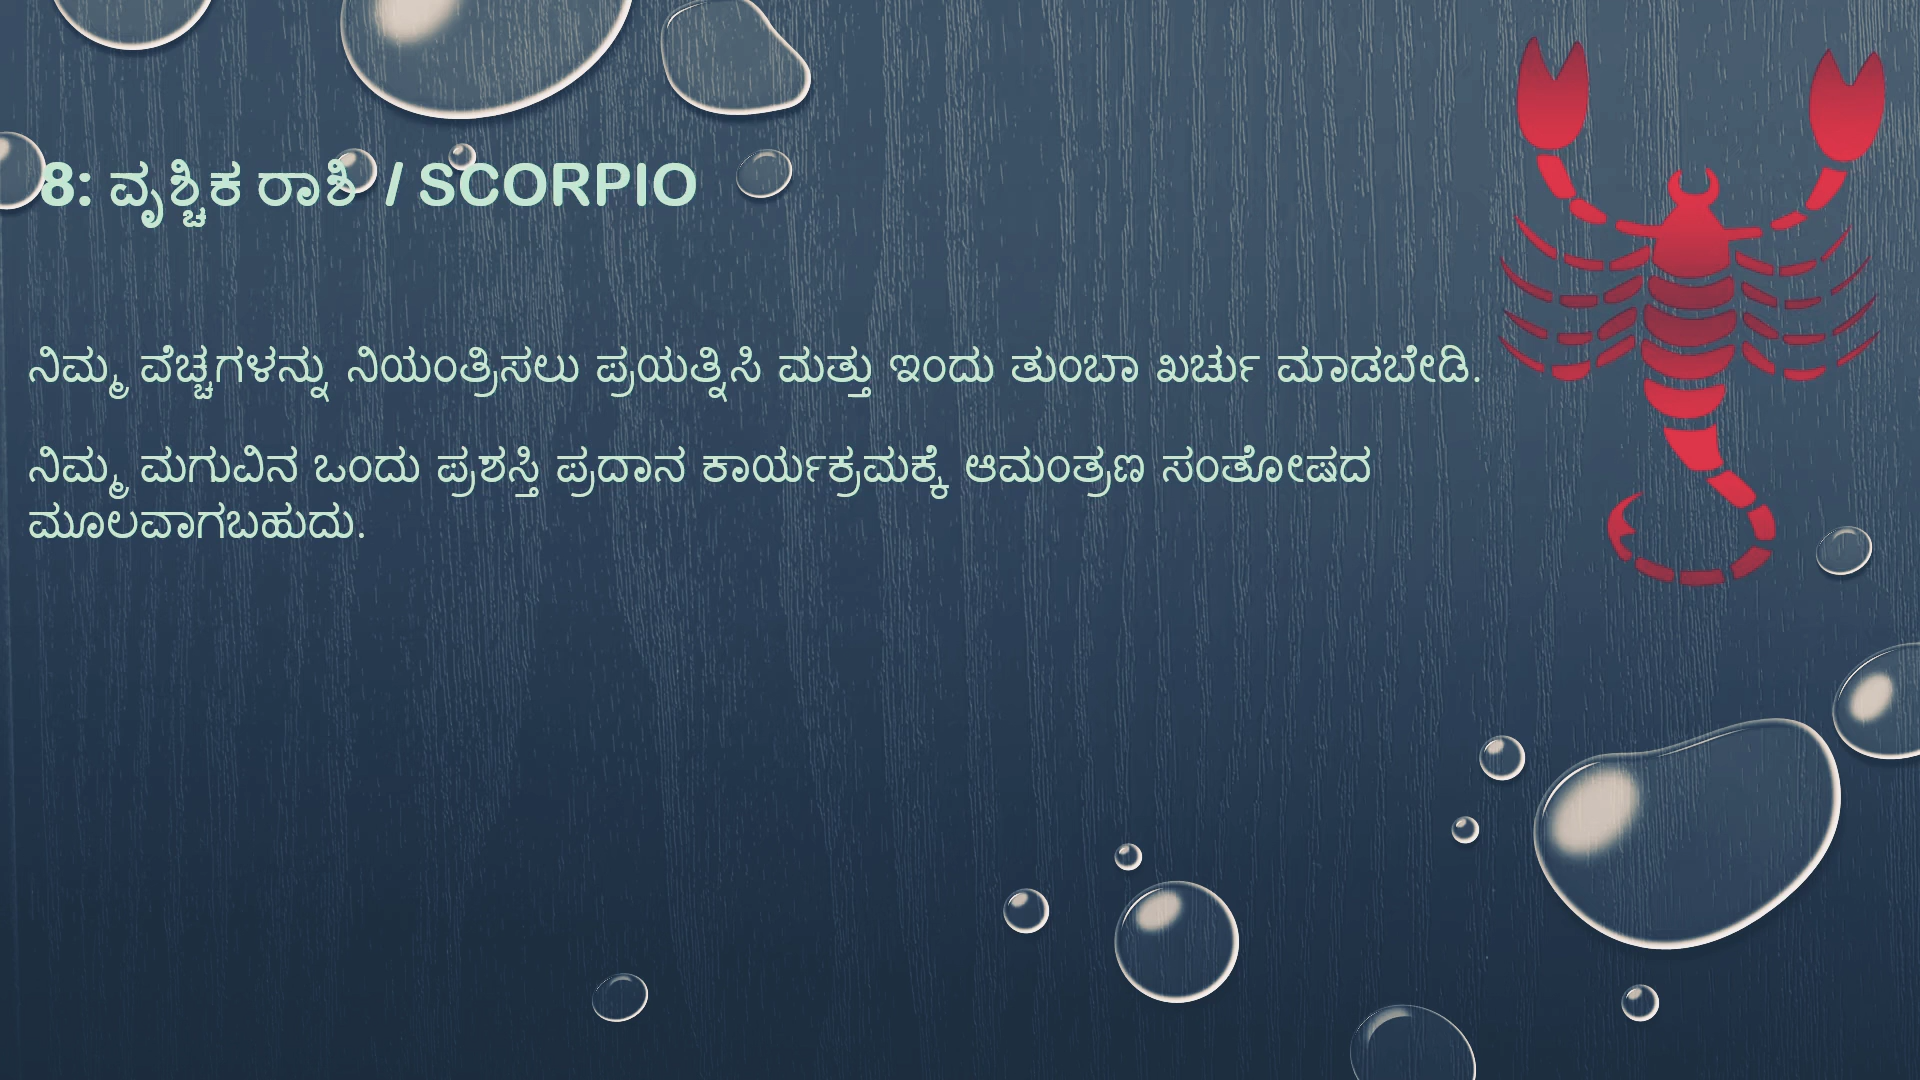 8: ವೃಶ್ಚಿಕ ರಾಶಿ / SCORPIO
ನಿಮ್ಮ ವೆಚ್ಚಗಳನ್ನು ನಿಯಂತ್ರಿಸಲು ಪ್ರಯತ್ನಿಸಿ ಮತ್ತು ಇಂದು ತುಂಬಾ ಖರ್ಚು ಮಾಡಬೇಡಿ.
ನಿಮ್ಮ ಮಗುವಿನ ಒಂದು ಪ್ರಶಸ್ತಿ ಪ್ರದಾನ ಕಾರ್ಯಕ್ರಮಕ್ಕೆ ಆಮಂತ್ರಣ ಸಂತೋಷದ
ಮೂಲವಾಗಬಹುದು.